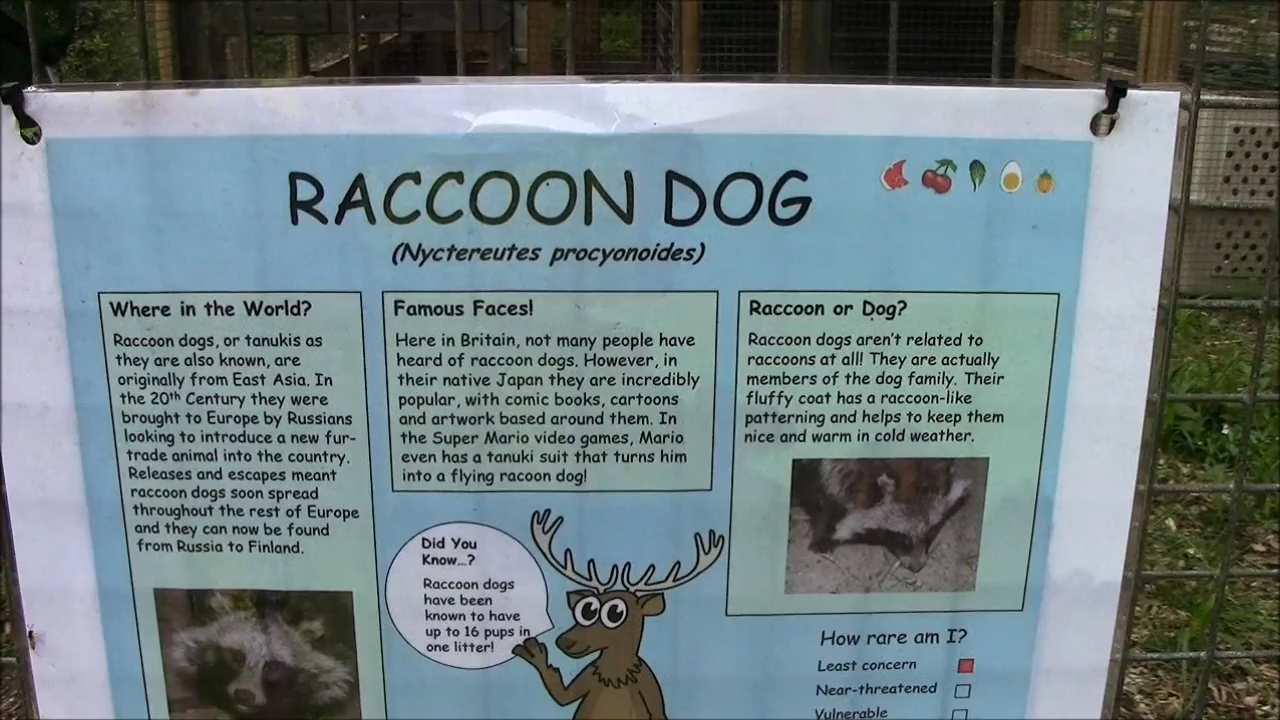 RACCOON DOG
(Nyctereutes procyonoides)
Where in the World?
Raccoon dogs, or tanukis as
they are also known, are
originally from East Asia. In
the 20th Century they were
brought to Europe by Russians
looking to introduce a new fur-
trade animal into the country.
Releases and escapes meant
raccoon dogs soon spread
throughout the rest of Europe
and they can now be found
from Russia to Finland.
Famous Faces!
Here in Britain, not many people have
heard of raccoon dogs. However, in
their native Japan they are incredibly
popular, with comic books, cartoons
and artwork based around them. In
the Super Mario video games, Mario
even has a tanuki suit that turns him
into a flying racoon dog!
Raccoon or Dog?
Raccoon dogs aren't related to
raccoons at all! They are actually
members of the dog family. Their
fluffy coat has a raccoon-like
patterning and helps to keep them
nice and warm in cold weather.
Did You
Know...?
Raccoon dogs
have been
known to have
up to 16 pups in
one litter!
How rare am I?
Least concern
Near-threatened
Vulnerable